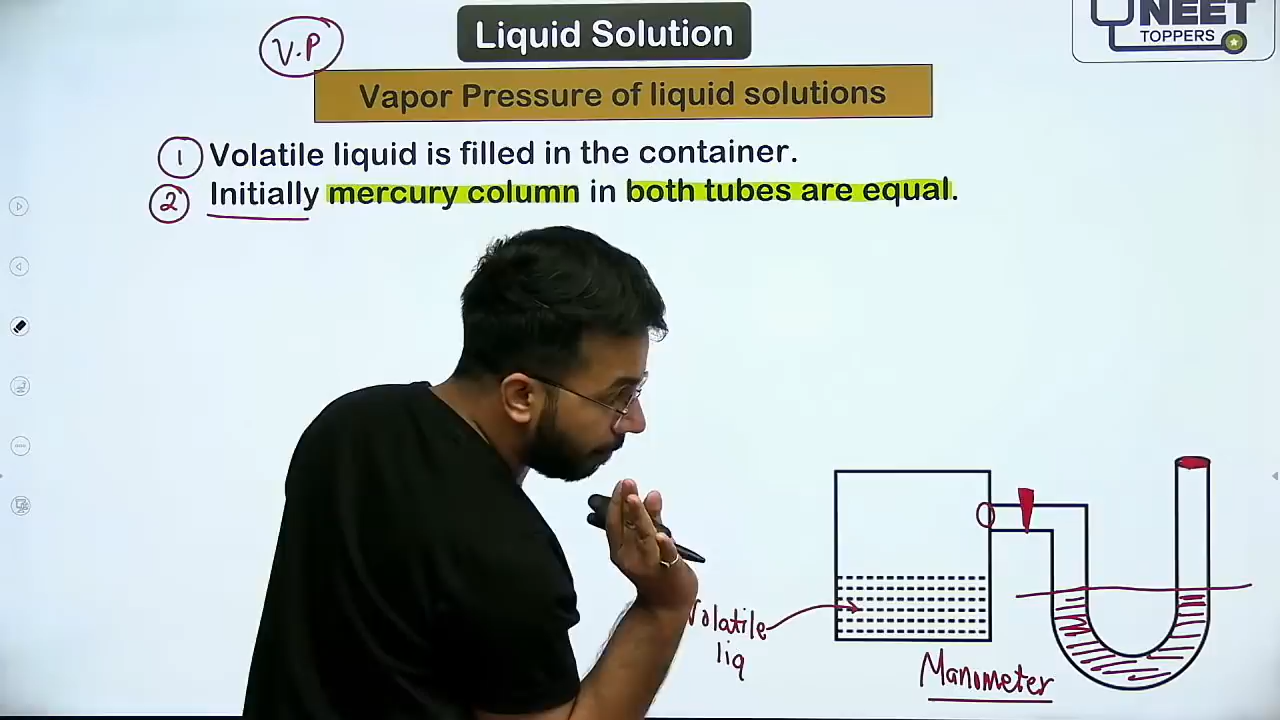 V.P
Liquid Solution
NEET
TOPPERS
Vapor Pressure of liquid solutions
1 Volatile liquid is filled in the container.
2 Initially mercury column in both tubes are equal.
Volatile
liq
Manometer